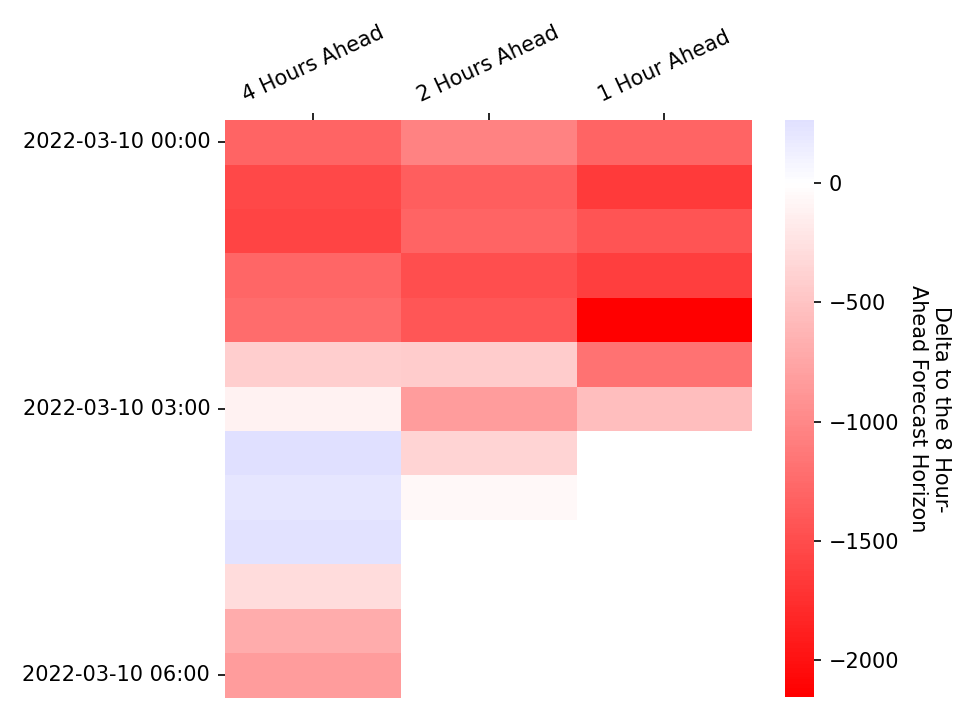 4 Hours Ahead
2 Hours Ahead
1 Hour Ahead
2022-03-10 00:00
2022-03-10 03:00
2022-03-10 06:00
0
−500
−1000
−1500
−2000
Delta to the 8 Hour-
Ahead Forecast Horizon